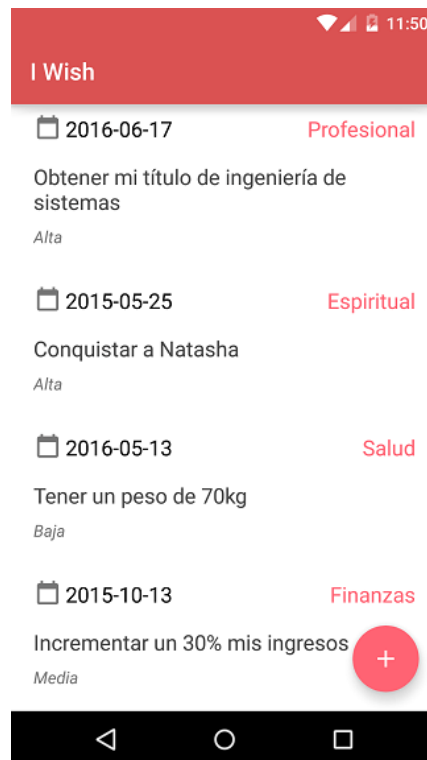 11:50
I Wish
2016-06-17 Profesional
Obtener mi título de ingeniería de
sistemas
Alta
2015-05-25 Espiritual
Conquistar a Natasha
Alta
2016-05-13 Salud
Tener un peso de 70kg
Baja
2015-10-13 Finanzas
Incrementar un 30% mis ingresos
Media